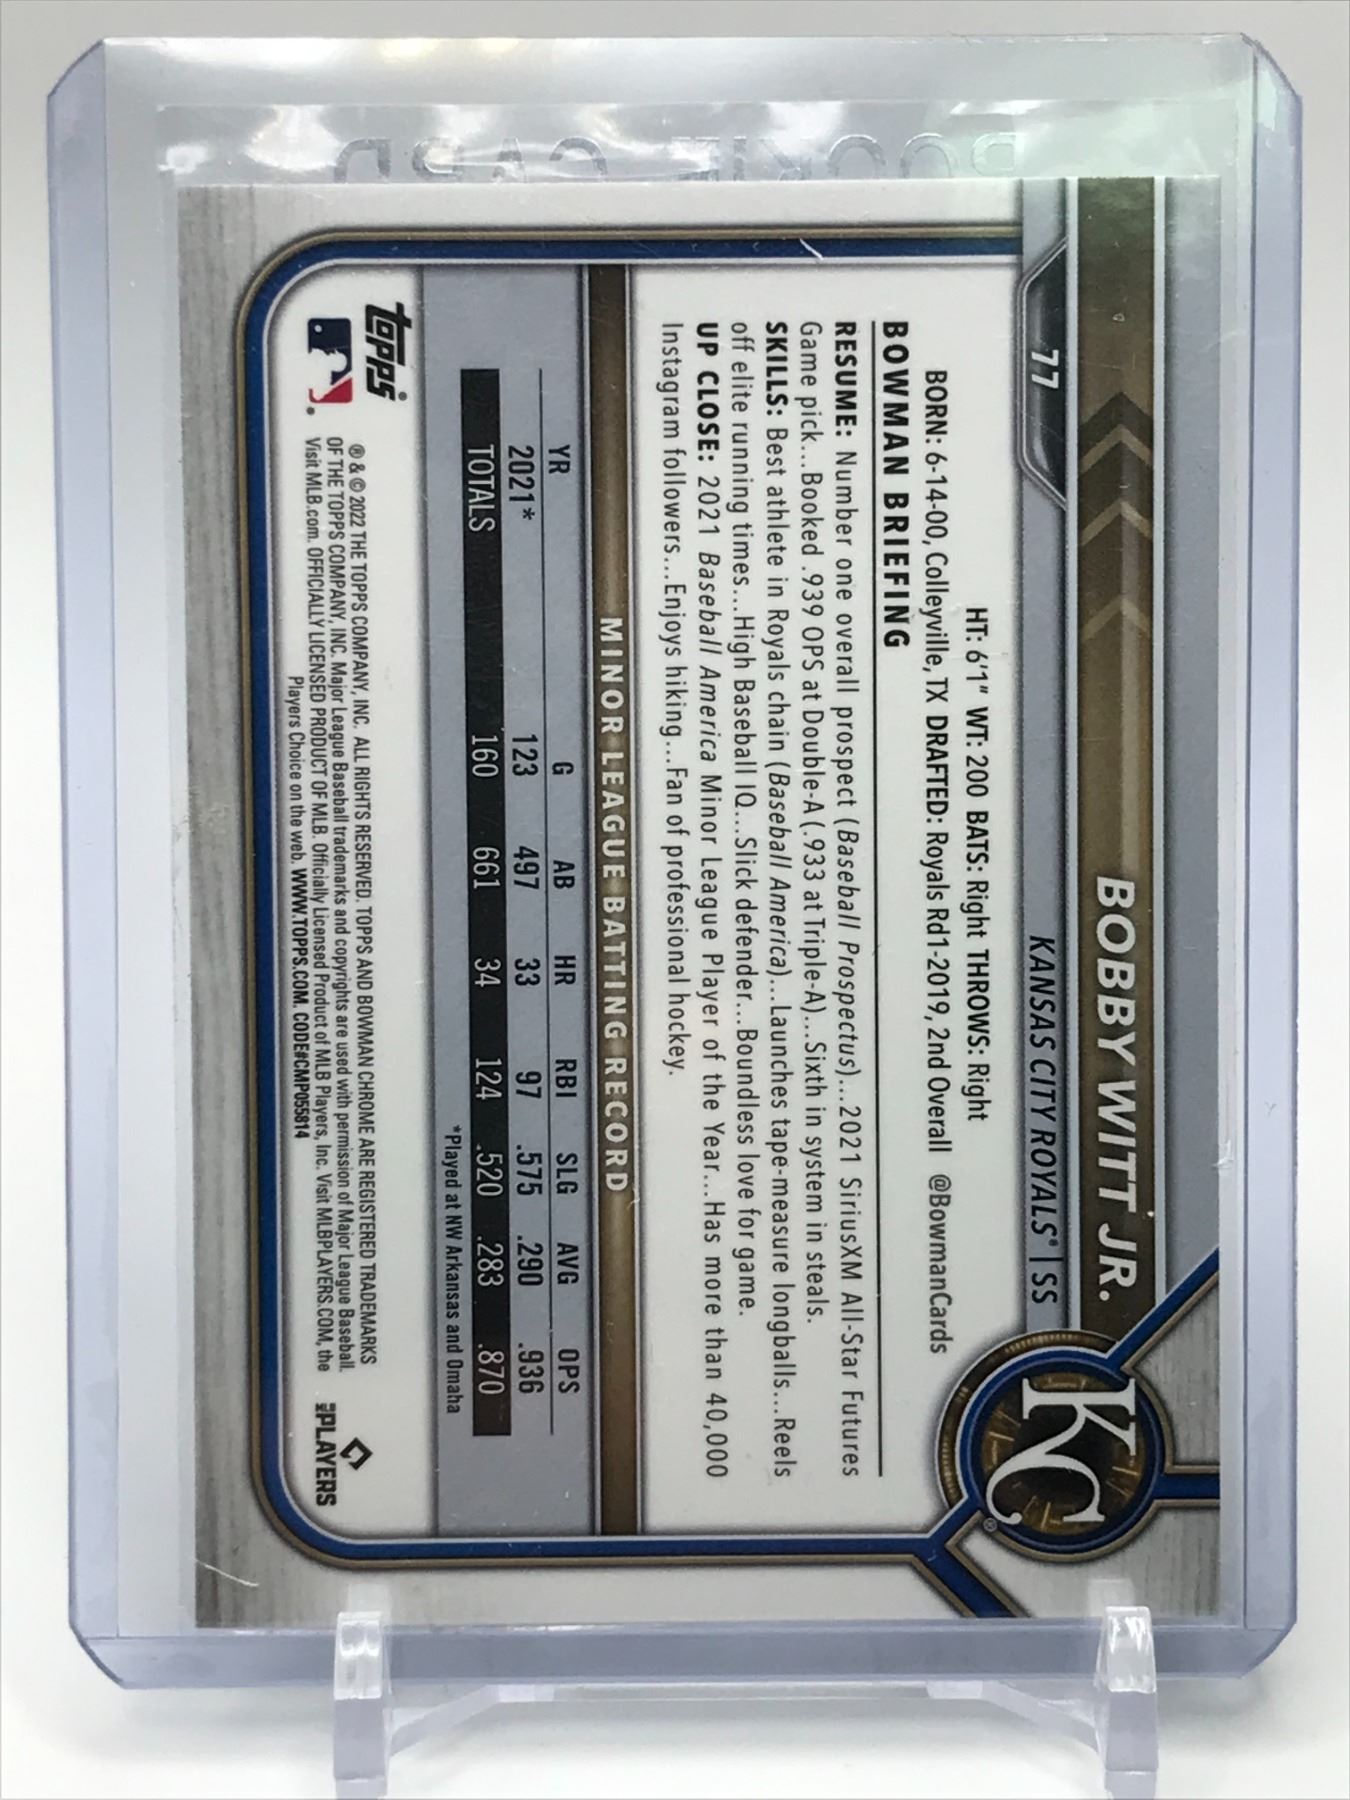 ROOKIE CARD
77
BOBBY WITT JR.
KANSAS CITY ROYALS® | SS
HT: 6'1" WT: 200 BATS: Right THROWS: Right
BORN: 6-14-00, Colleyville, TX DRAFTED: Royals Rd1-2019, 2nd Overall @BowmanCards
KC®
BOWMAN BRIEFING
RESUME: Number one overall prospect (Baseball Prospectus)...2021 SiriusXM All-Star Futures
Game pick...Booked .939 OPS at Double-A (.933 at Triple-A)...Sixth in system in steals.
SKILLS: Best athlete in Royals chain (Baseball America)...Launches tape-measure longballs...Reels
off elite running times...High Baseball IQ...Slick defender...Boundless love for game.
UP CLOSE: 2021 Baseball America Minor League Player of the Year...Has more than 40,000
Instagram followers...Enjoys hiking...Fan of professional hockey.
MINOR LEAGUE BATTING RECORD
YR G AB HR RBI SLG AVG OPS
2021* 123 497 33 97 .575 .290 .936
TOTALS 160 661 34 124 .520 .283 .870
*Played at NW Arkansas and Omaha
topps®
® & © 2022 THE TOPPS COMPANY, INC. ALL RIGHTS RESERVED. TOPPS AND BOWMAN CHROME ARE REGISTERED TRADEMARKS
OF THE TOPPS COMPANY, INC. Major League Baseball trademarks and copyrights are used with permission of Major League Baseball.
Visit MLB.com. OFFICIALLY LICENSED PRODUCT OF MLB. Officially Licensed Product of MLB Players, Inc. Visit MLBPLAYERS.COM, the
Players Choice on the web. WWW.TOPPS.COM. CODE#CMP055814
PLAYERS